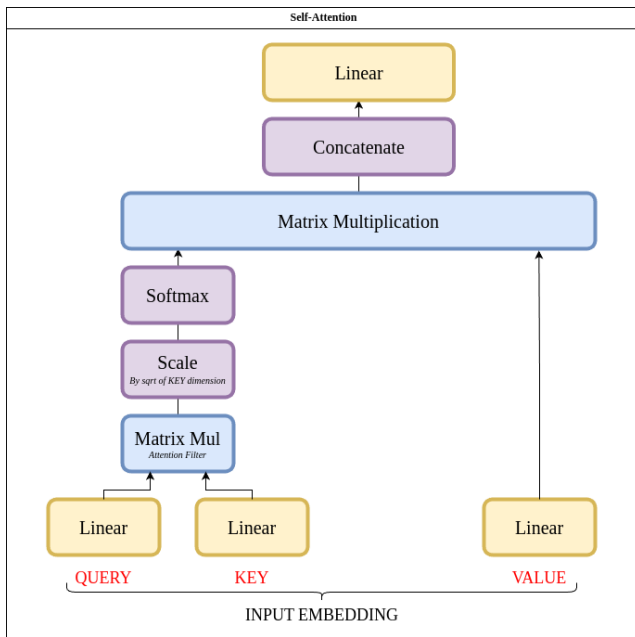 Self-Attention
Linear
Concatenate
Matrix Multiplication
Softmax
Scale
By sqrt of KEY dimension
Matrix Mul
Attention Filter
Linear
Linear
Linear
QUERY
KEY
VALUE
INPUT EMBEDDING